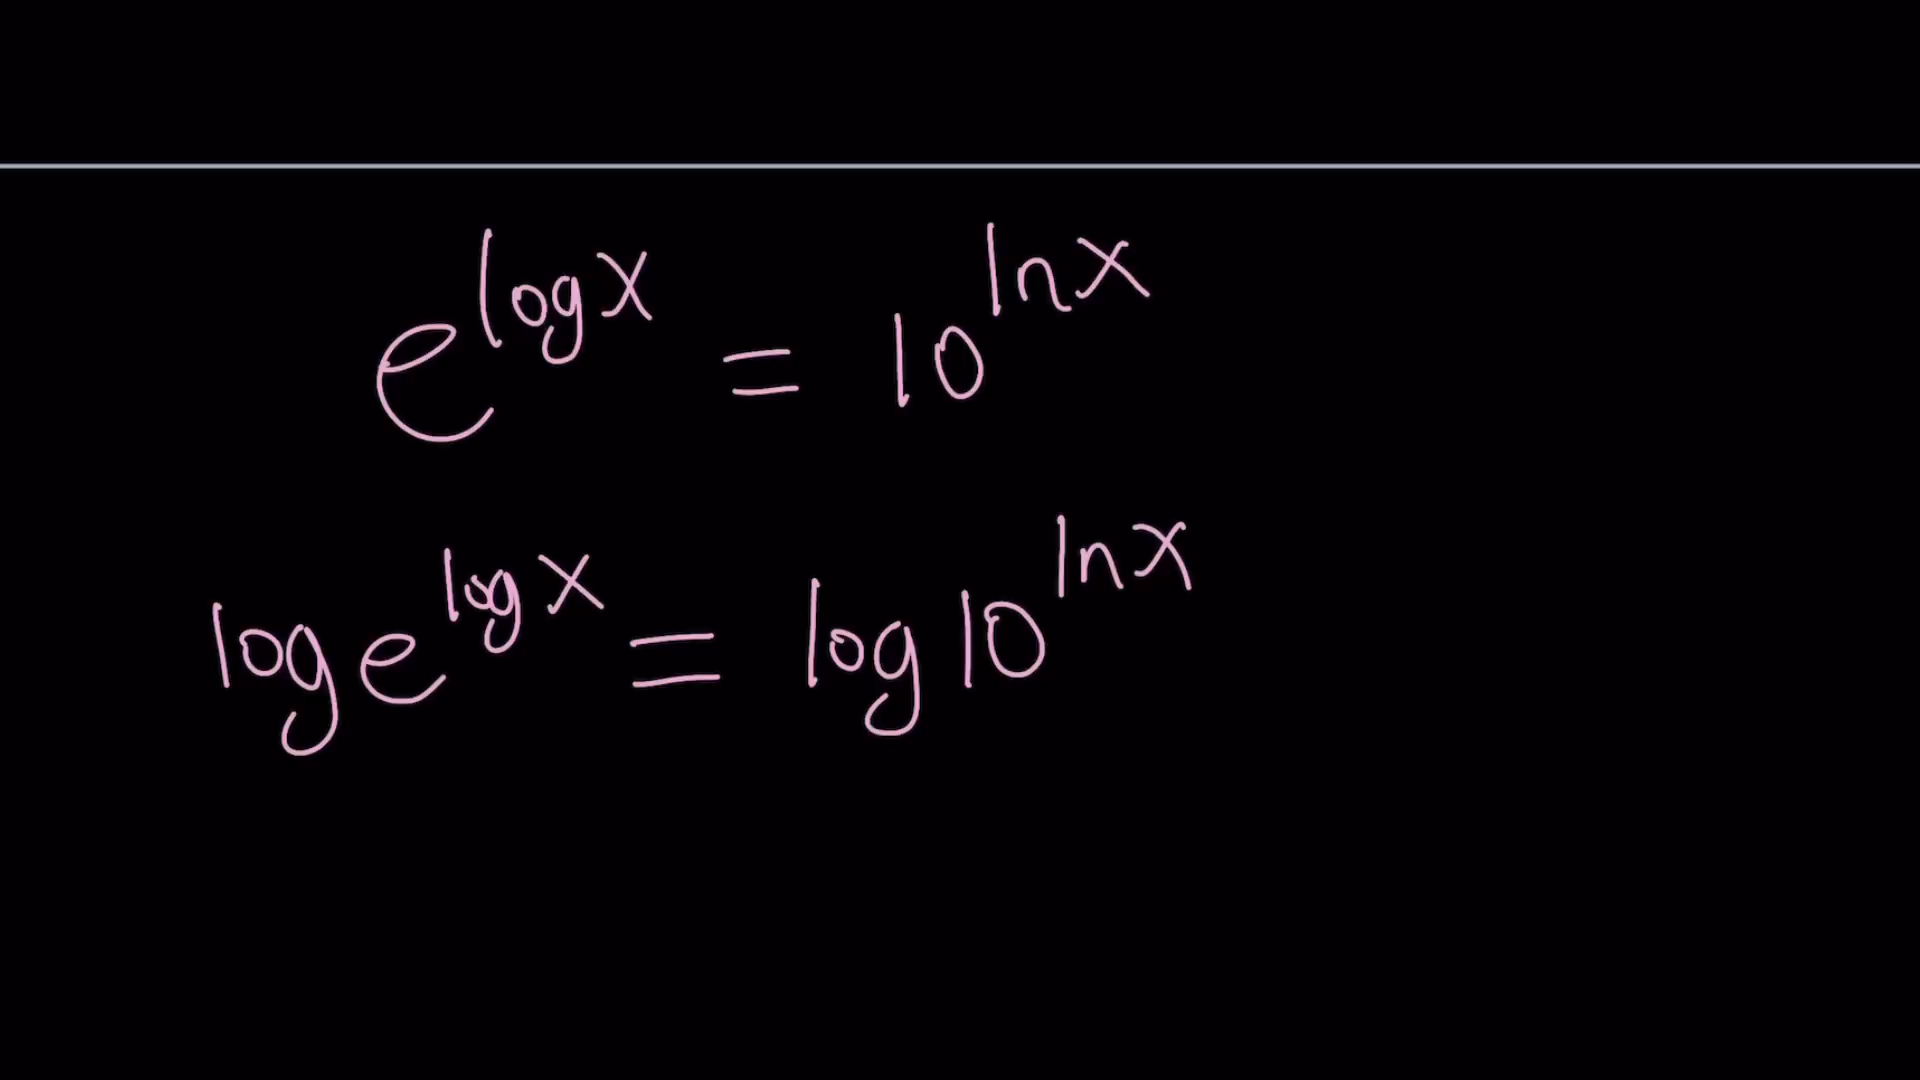 e^{log x} = 10^{ln x}
log e^{log x} = log 10^{ln x}